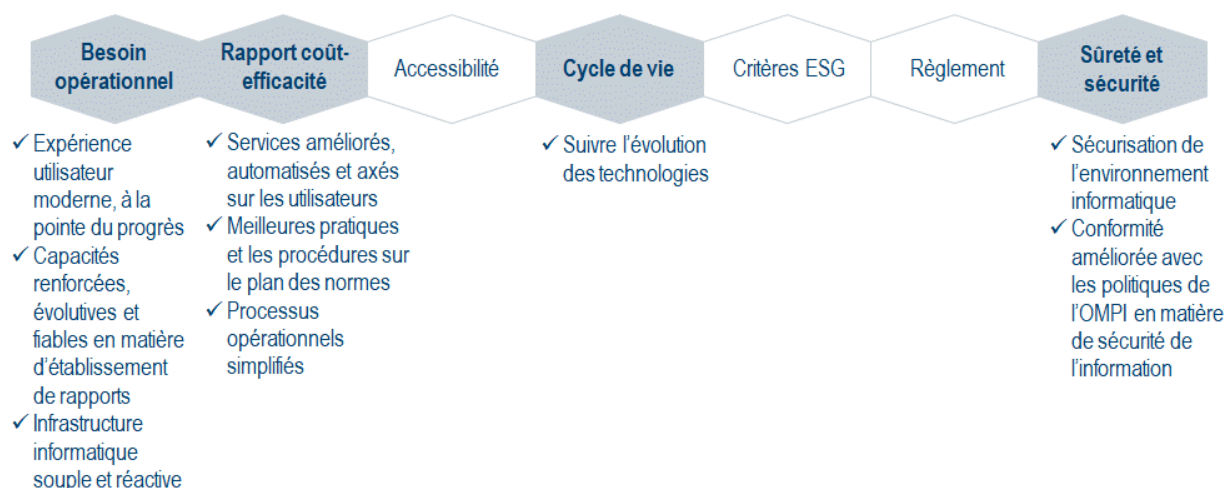 Besoin
opérationnel
Rapport coût-
efficacité
Accessibilité
Cycle de vie
Critères ESG
Règlement
Sûreté et
sécurité
✓ Expérience
utilisateur
moderne, à la
pointe du progrès
✓ Capacités
renforcées,
évolutives et
fiables en matière
d’établissement
de rapports
✓ Infrastructure
informatique
souple et réactive
✓ Services améliorés,
automatisés et axés
sur les utilisateurs
✓ Meilleures pratiques
et les procédures sur
le plan des normes
✓ Processus
opérationnels
simplifiés
✓ Suivre l’évolution
des technologies
✓ Sécurisation de
l’environnement
informatique
✓ Conformité
améliorée avec
les politiques de
l’OMPI en matière
de sécurité de
l’information